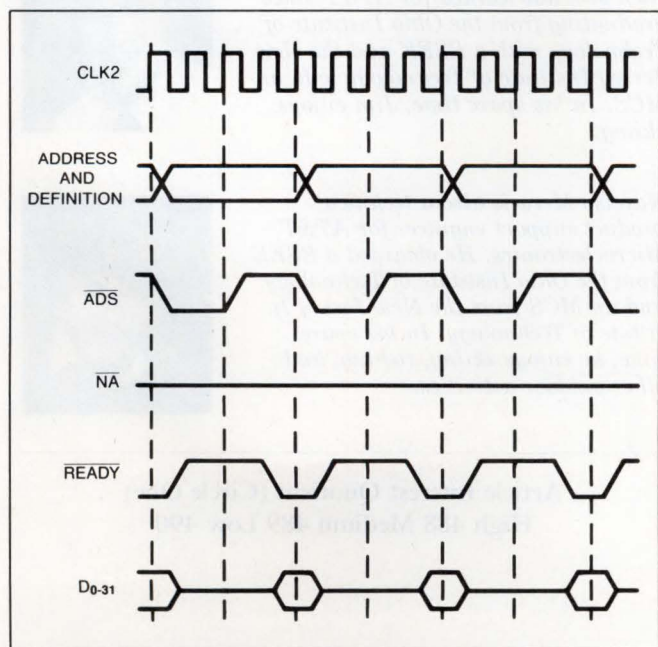 CLK2
ADDRESS
AND
DEFINITION
ADS
NA
READY
D0-31